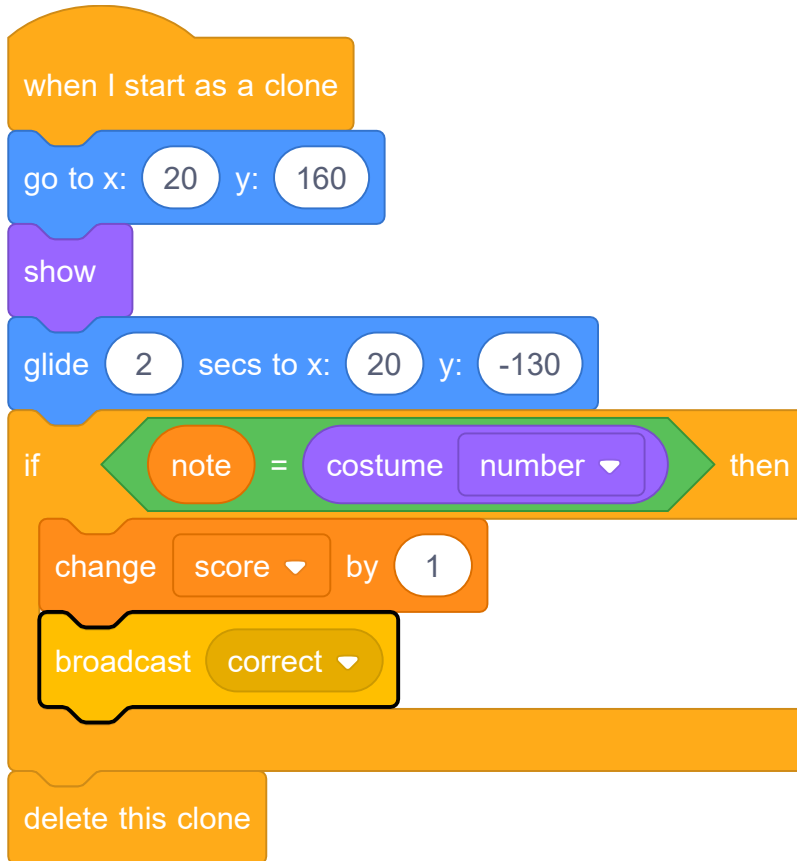 when I start as a clone
go to x: 20 y: 160
show
glide 2 secs to x: 20 y: -130
if note = costume number then
change score by 1
broadcast correct
delete this clone